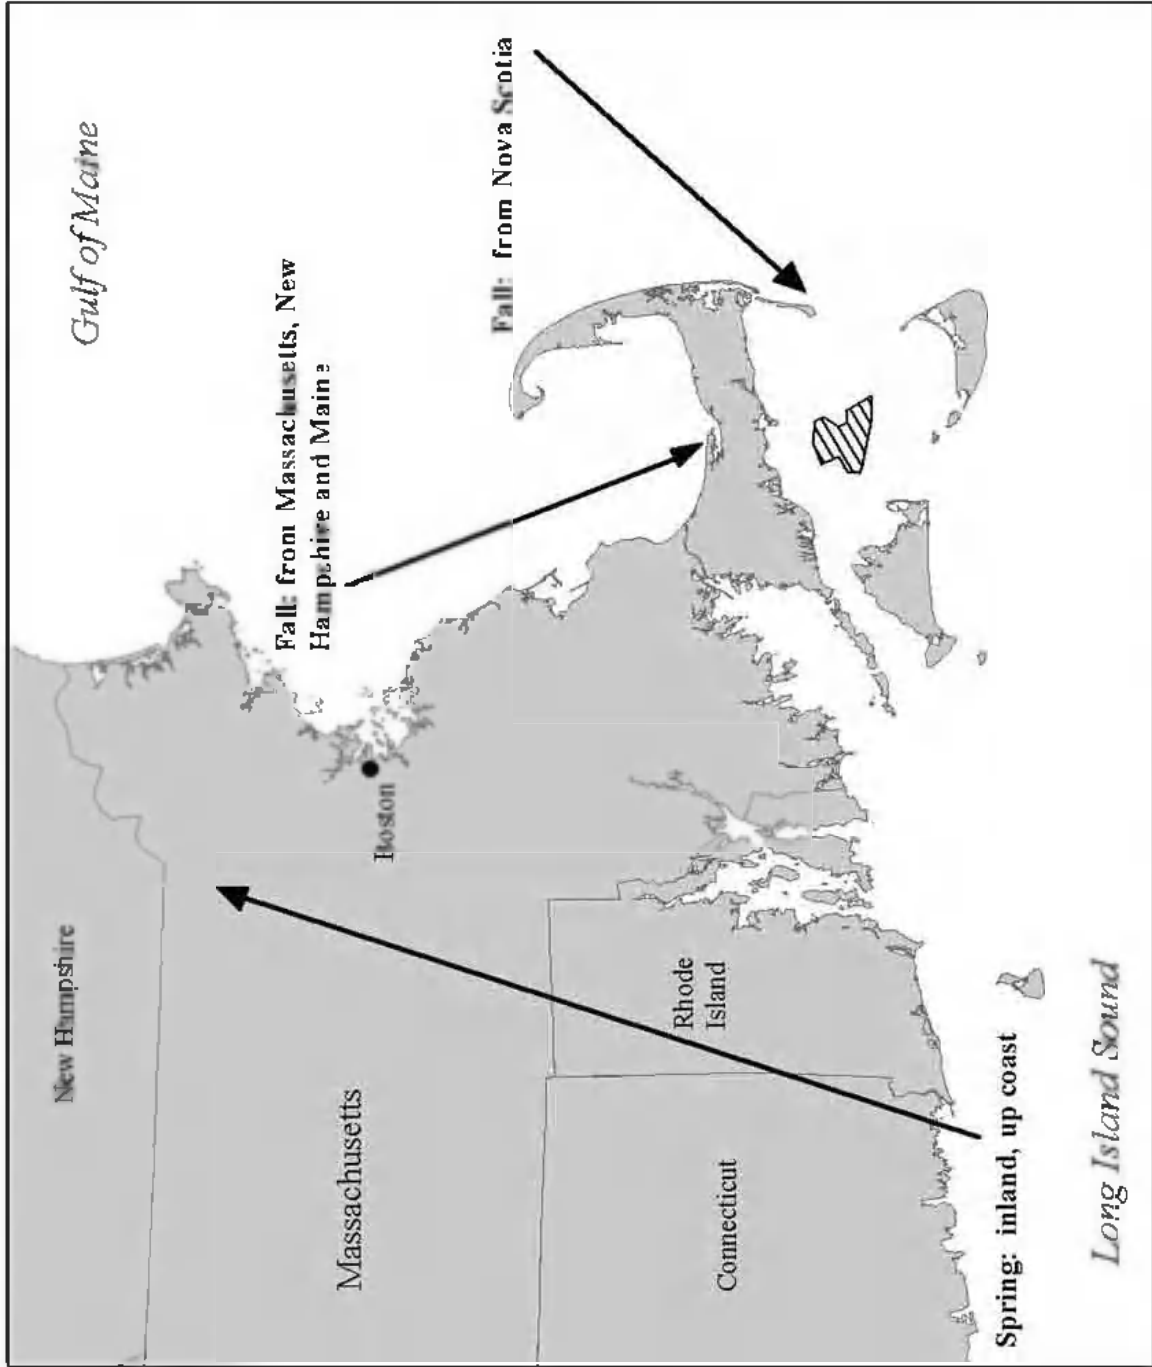 Gulf of Maine
Fall: from Nova Scotia
Fall: from Massachusetts, New
Hampshire and Maine
New Hampshire
Boston
Massachusetts
Rhode
Island
Connecticut
Spring: inland, up coast
Long Island Sound